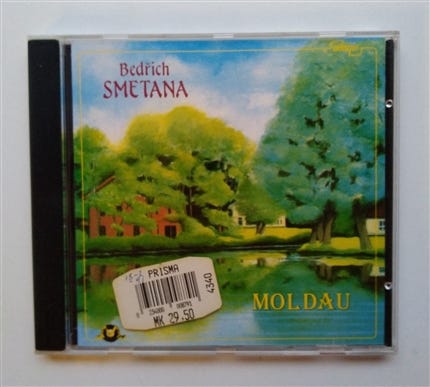 Bedřich
SMETANA
PRISMA
4340
MK 29.50
MOLDAU